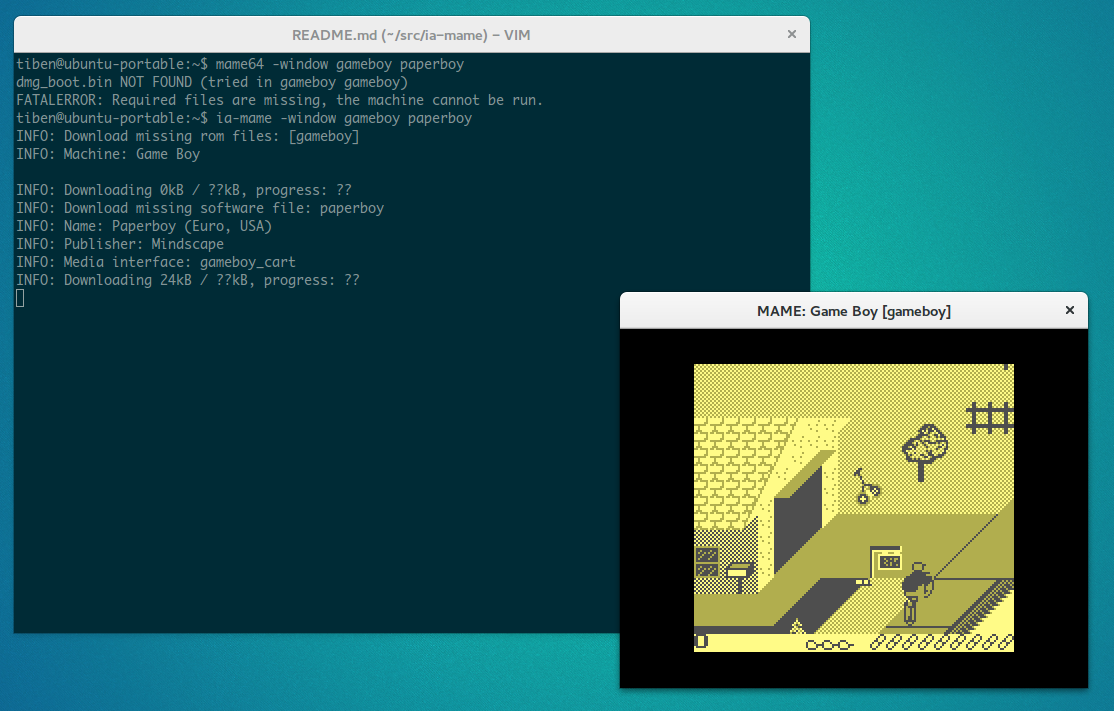 README.md (~/src/ia-mame) – VIM
tiben@ubuntu-portable:~$ mame64 -window gameboy paperboy
dmg_boot.bin NOT FOUND (tried in gameboy gameboy)
FATALERROR: Required files are missing, the machine cannot be run.
tiben@ubuntu-portable:~$ ia-mame -window gameboy paperboy
INFO: Download missing rom files: [gameboy]
INFO: Machine: Game Boy
INFO: Downloading 0kB / ??kB, progress: ??
INFO: Download missing software file: paperboy
INFO: Name: Paperboy (Euro, USA)
INFO: Publisher: Mindscape
INFO: Media interface: gameboy_cart
INFO: Downloading 24kB / ??kB, progress: ??
MAME: Game Boy [gameboy]